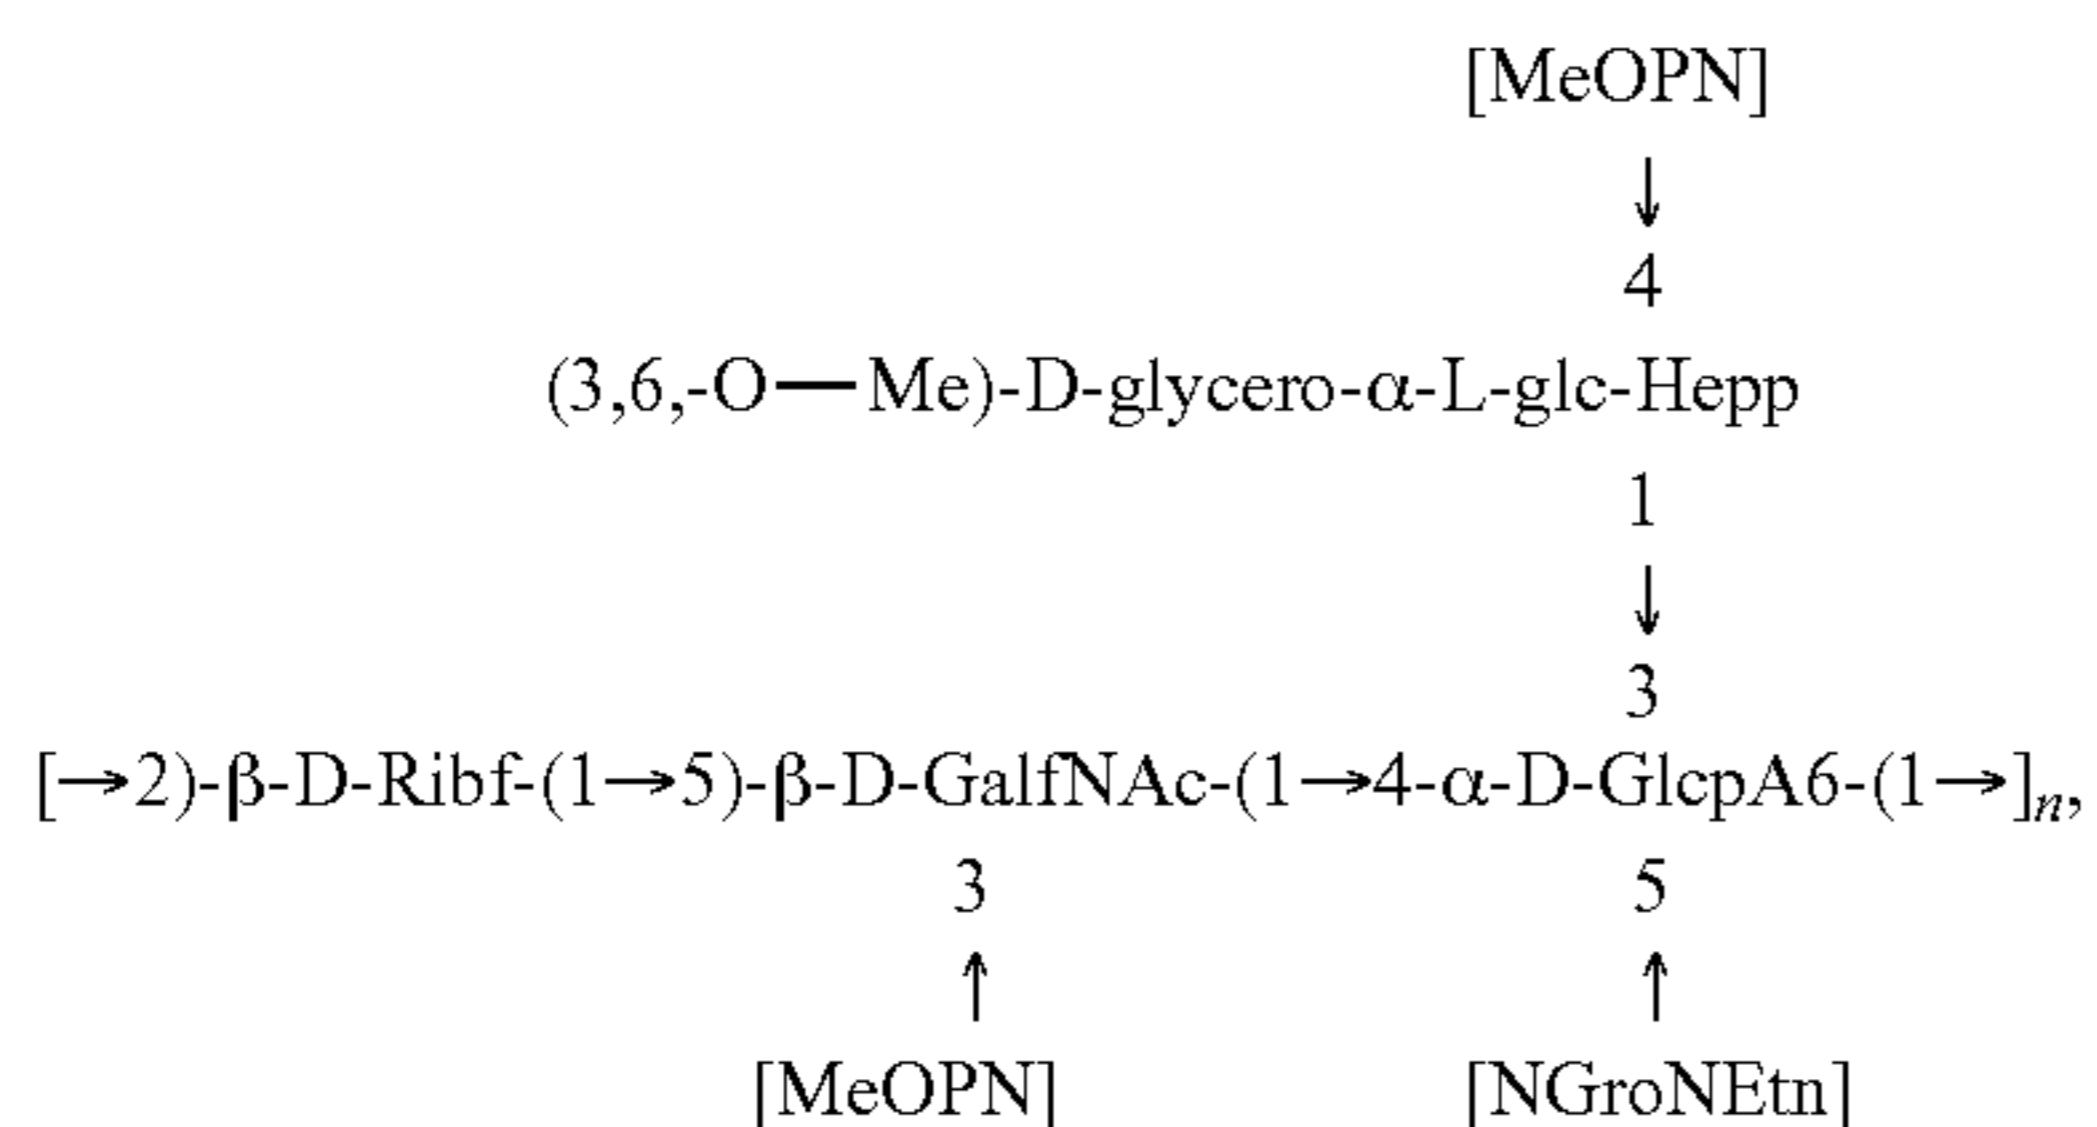 [MeOPN]
↓
4
(3,6,-O—Me)-D-glycero-α-L-glc-Hepp
1
↓
3
[→2)-β-D-Ribf-(1→5)-β-D-GalfNAc-(1→4-α-D-GlcpA6-(1→]n,
3 5
↑ ↑
[MeOPN] [NGroNEtn]